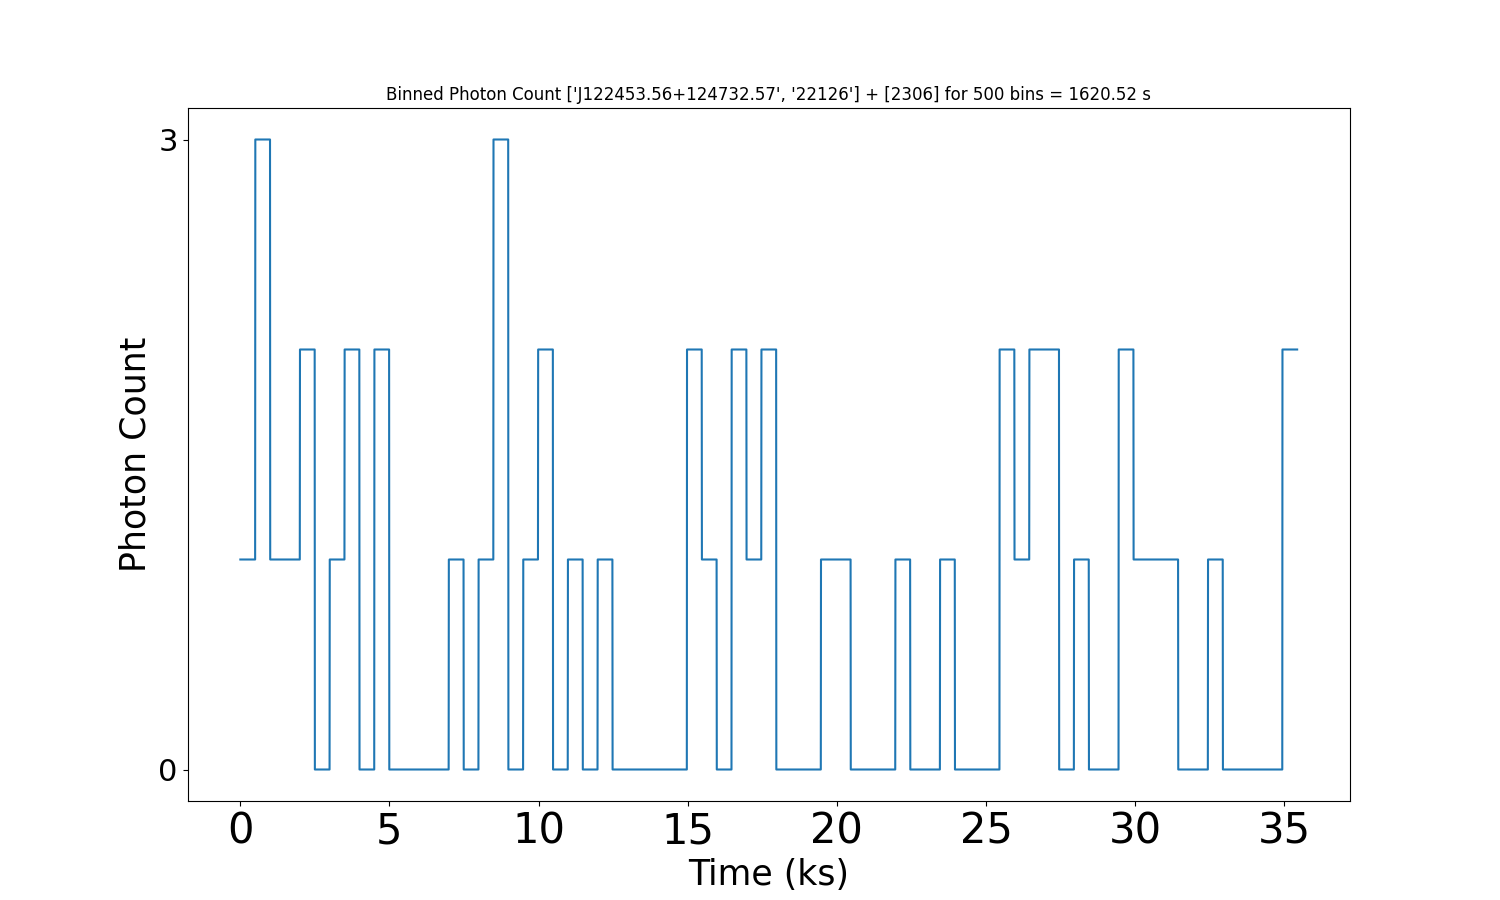 Binned Photon Count ['J122453.56+124732.57', '22126'] + [2306] for 500 bins = 1620.52 s
3
Photon Count
0
0 5 10 15 20 25 30 35
Time (ks)